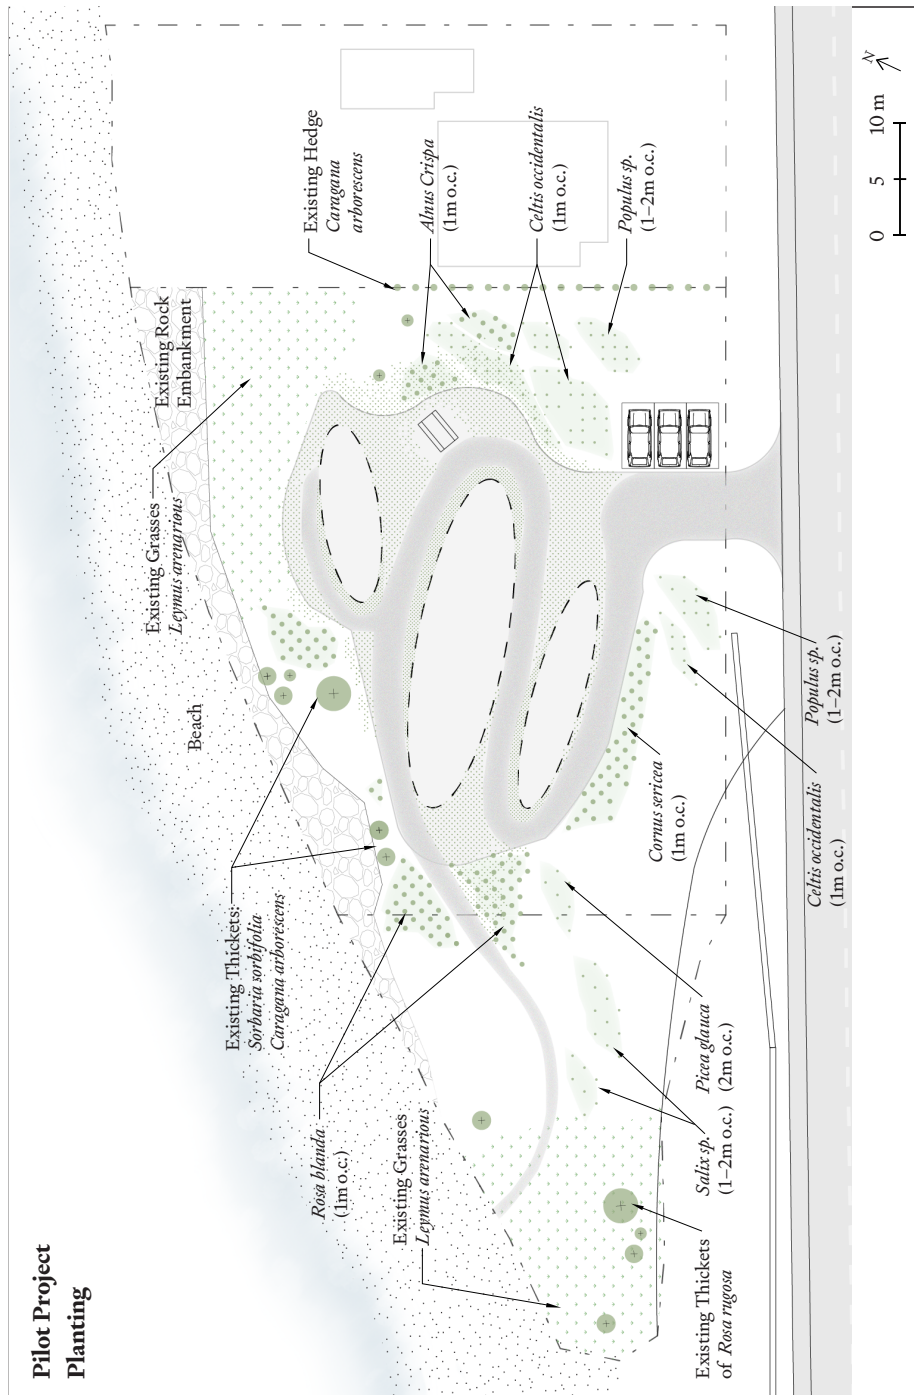 Pilot Project
Planting
Existing Grasses
Leymus arenarious
Existing Rock
Embankment
Existing Hedge
Caragana
arborescens
Alnus Crispa
(1m o.c.)
Celtis occidentalis
(1m o.c.)
Populus sp.
(1–2m o.c.)
Beach
Existing Thickets:
Sorbaria sorbifolia
Caragana arborescens
Rosa blanda
(1m o.c.)
Existing Grasses
Leymus arenarious
Existing Thickets
of Rosa rugosa
Salix sp.
(1–2m o.c.)
Picea glauca
(2m o.c.)
Cornus sericea
(1m o.c.)
Celtis occidentalis
(1m o.c.)
Populus sp.
(1–2m o.c.)
0 5 10 m
N